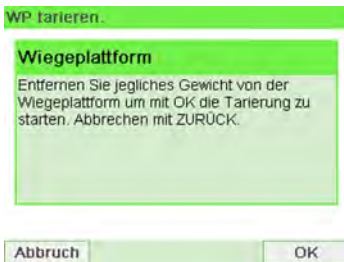 WP tarieren.
Wiegeplattform
Entfernen Sie jegliches Gewicht von der
Wiegeplattform um mit OK die Tarierung zu
starten. Abbrechen mit ZURÜCK.
Abbruch
OK